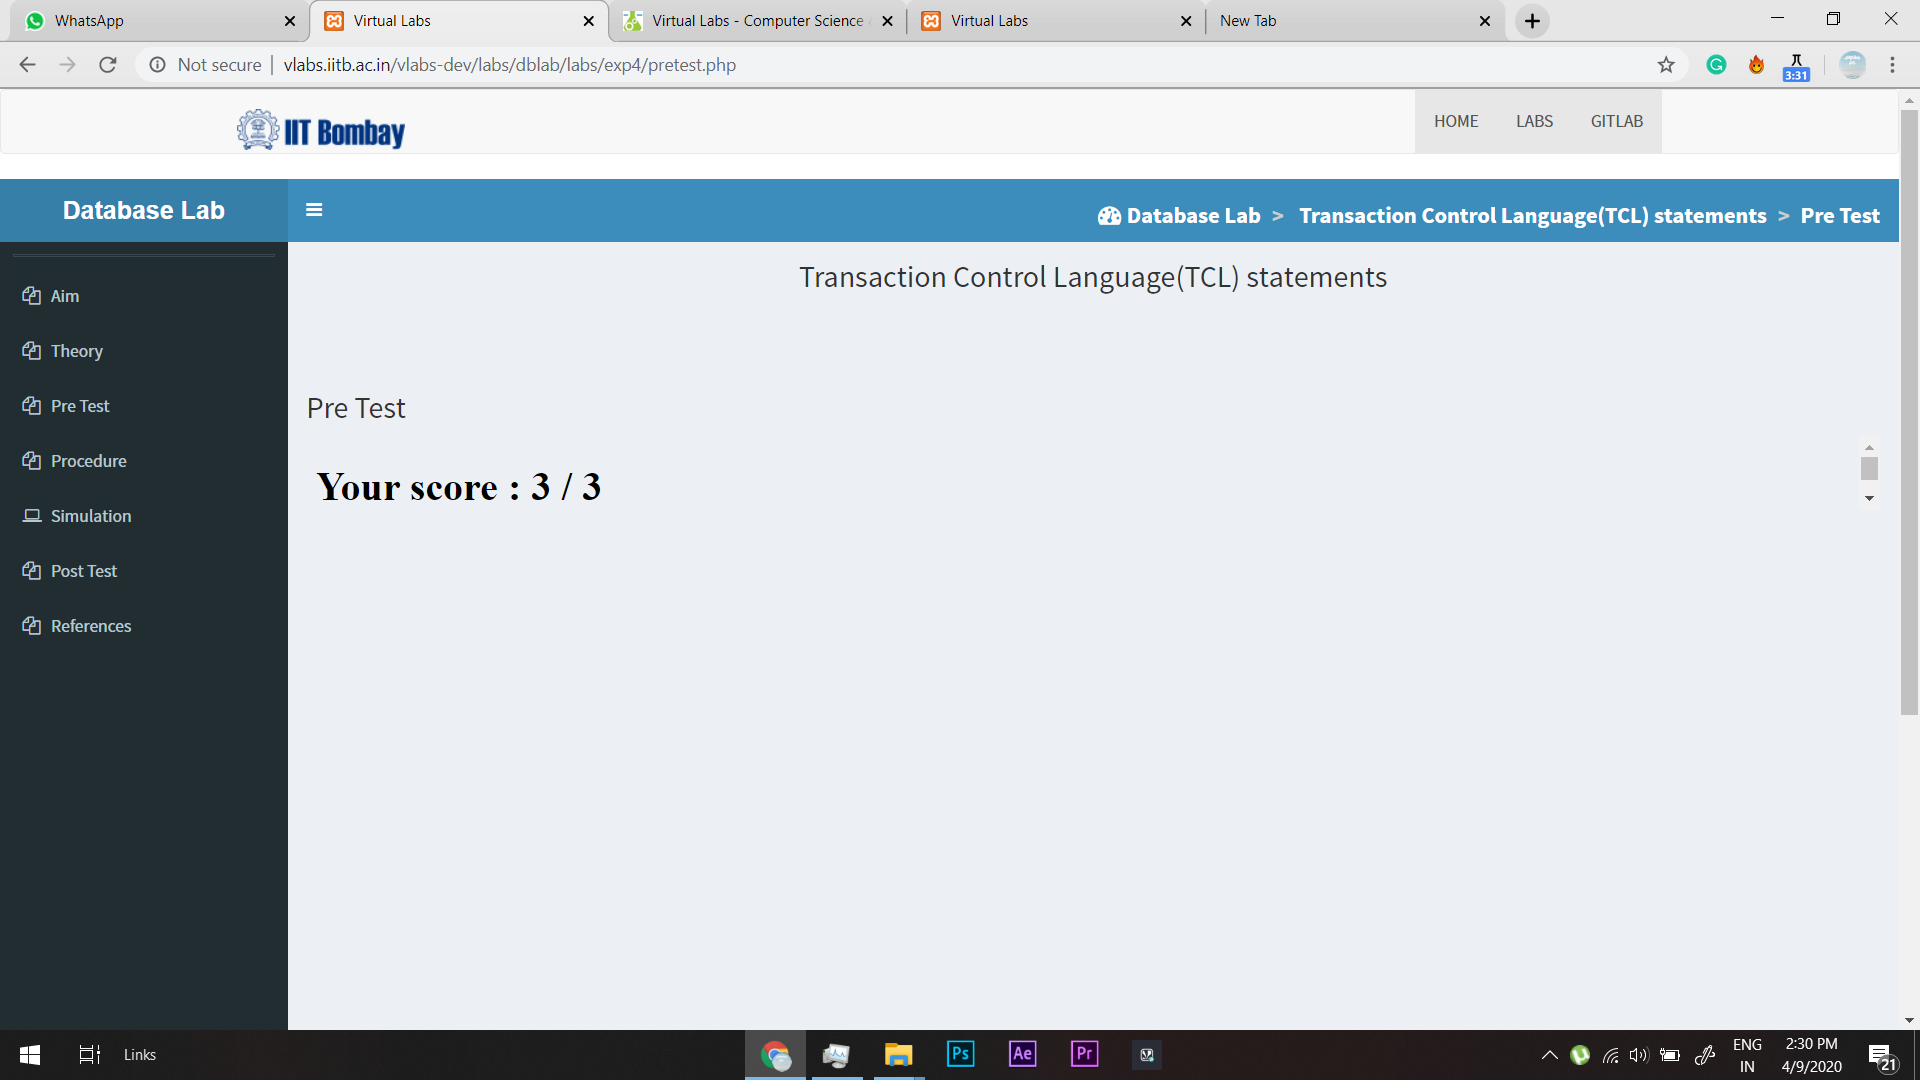 WhatsApp
Virtual Labs
Virtual Labs - Computer Science
Virtual Labs
New Tab
Not secure
vlabs.iitb.ac.in/vlabs-dev/labs/dblab/labs/exp4/pretest.php
3:31
IIT Bombay
HOME
LABS
GITLAB
Database Lab
Database Lab > Transaction Control Language(TCL) statements > Pre Test
Transaction Control Language(TCL) statements
Aim
Theory
Pre Test
Procedure
Simulation
Post Test
References
Pre Test
Your score : 3 / 3
Links
Ps
Ae
Pr
ENG
IN
2:30 PM
4/9/2020
21